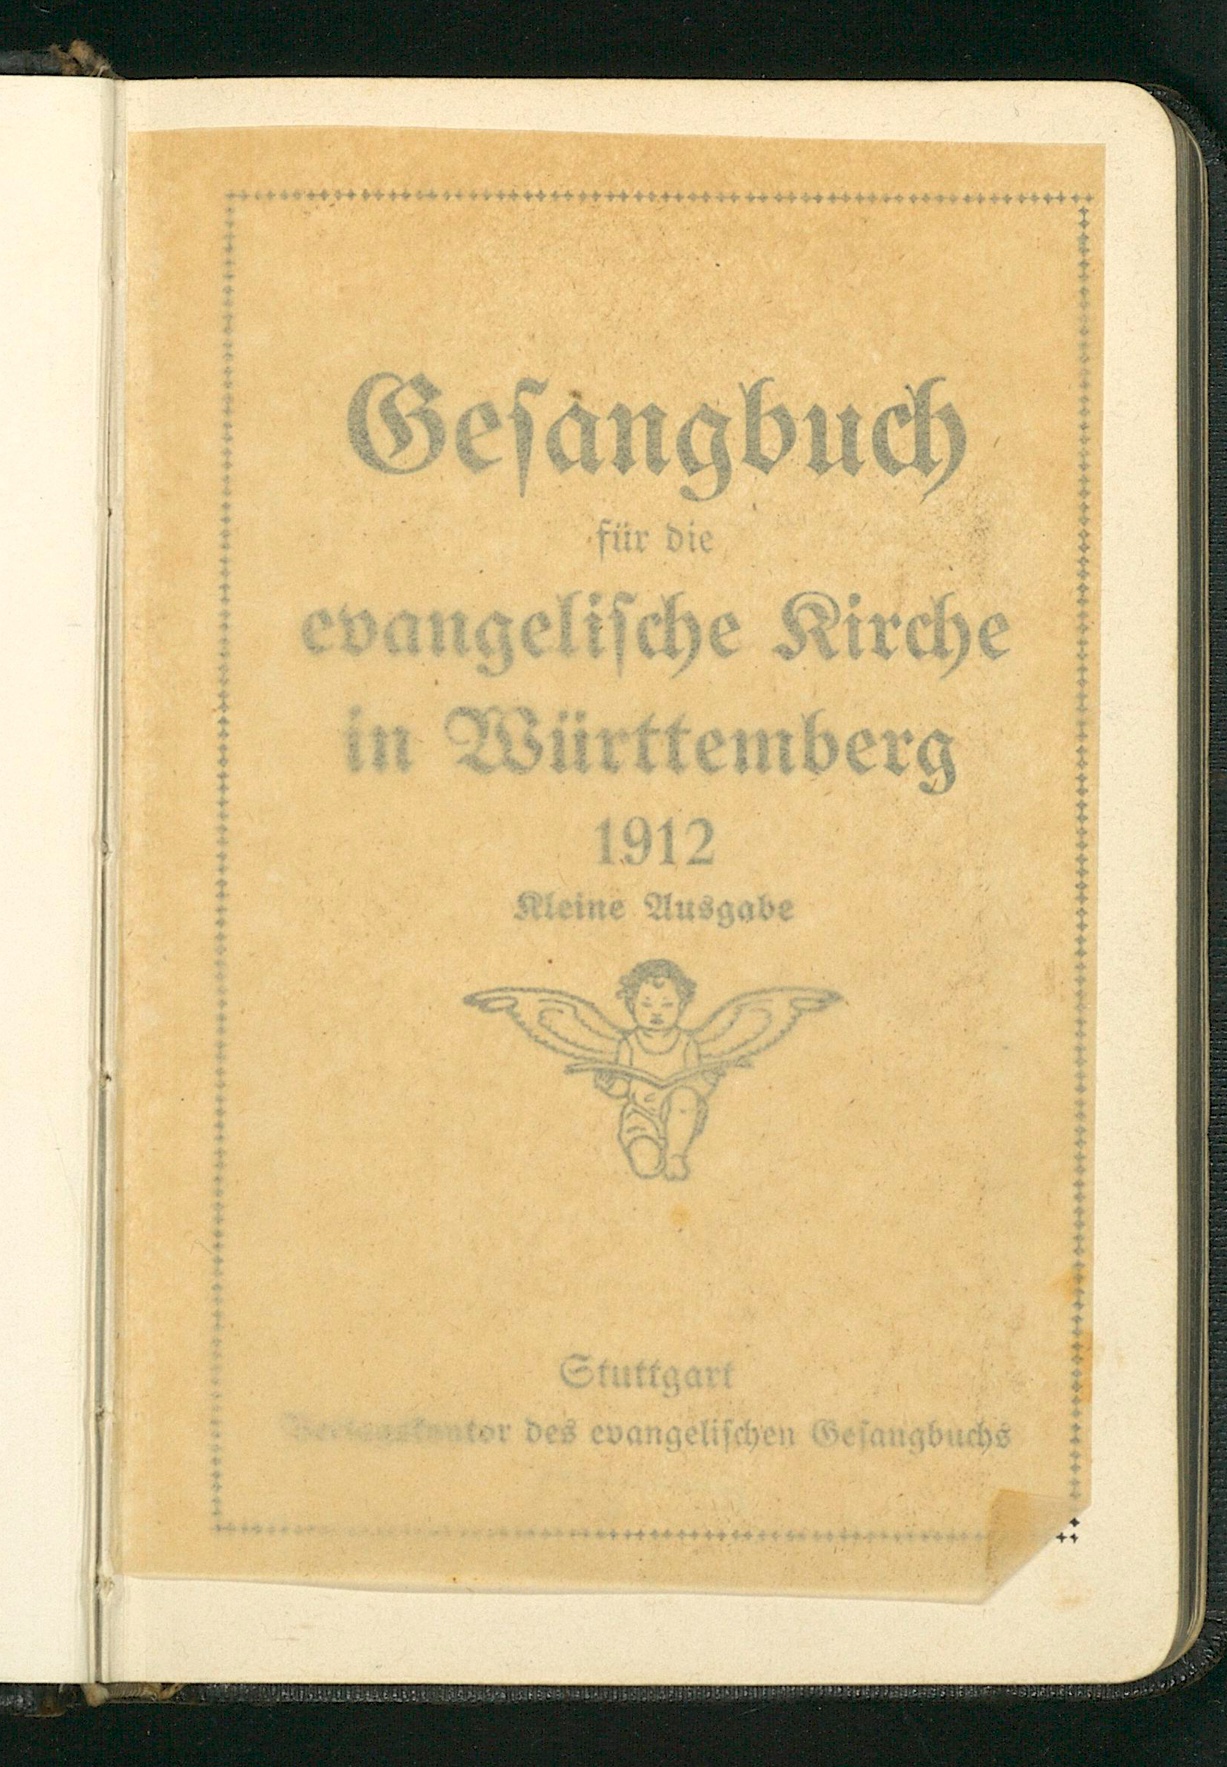 Gesangbuch
für die
evangelische Kirche
in Württemberg
1912
Kleine Ausgabe
Stuttgart
des evangelischen Gesangbuchs